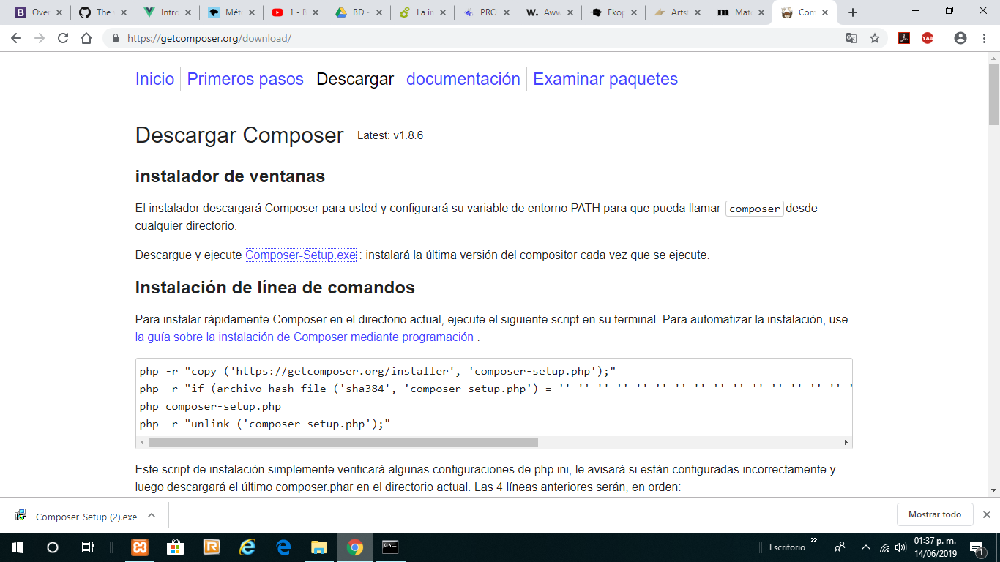 Over
The
Intro
Mét
1 - E
BD -
La in
PRO
W. Aww
Ekop
Artst
m Mat
Com
https://getcomposer.org/download/
YAB
Inicio Primeros pasos Descargar documentación Examinar paquetes
Descargar Composer Latest: v1.8.6
instalador de ventanas
El instalador descargará Composer para usted y configurará su variable de entorno PATH para que pueda llamar composer desde
cualquier directorio.
Descargue y ejecute Composer-Setup.exe : instalará la última versión del compositor cada vez que se ejecute.
Instalación de línea de comandos
Para instalar rápidamente Composer en el directorio actual, ejecute el siguiente script en su terminal. Para automatizar la instalación, use
la guía sobre la instalación de Composer mediante programación .
php -r "copy ('https://getcomposer.org/installer', 'composer-setup.php');"
php -r "if (archivo hash_file ('sha384', 'composer-setup.php') = '' '' '' '' '' '' '' '' '' '' '' '' '' '' '' '
php composer-setup.php
php -r "unlink ('composer-setup.php');"
Este script de instalación simplemente verificará algunas configuraciones de php.ini, le avisará si están configuradas incorrectamente y
luego descargará el último composer.phar en el directorio actual. Las 4 líneas anteriores serán, en orden:
Composer-Setup (2).exe
Mostrar todo
Escritorio
01:37 p. m.
14/06/2019
1